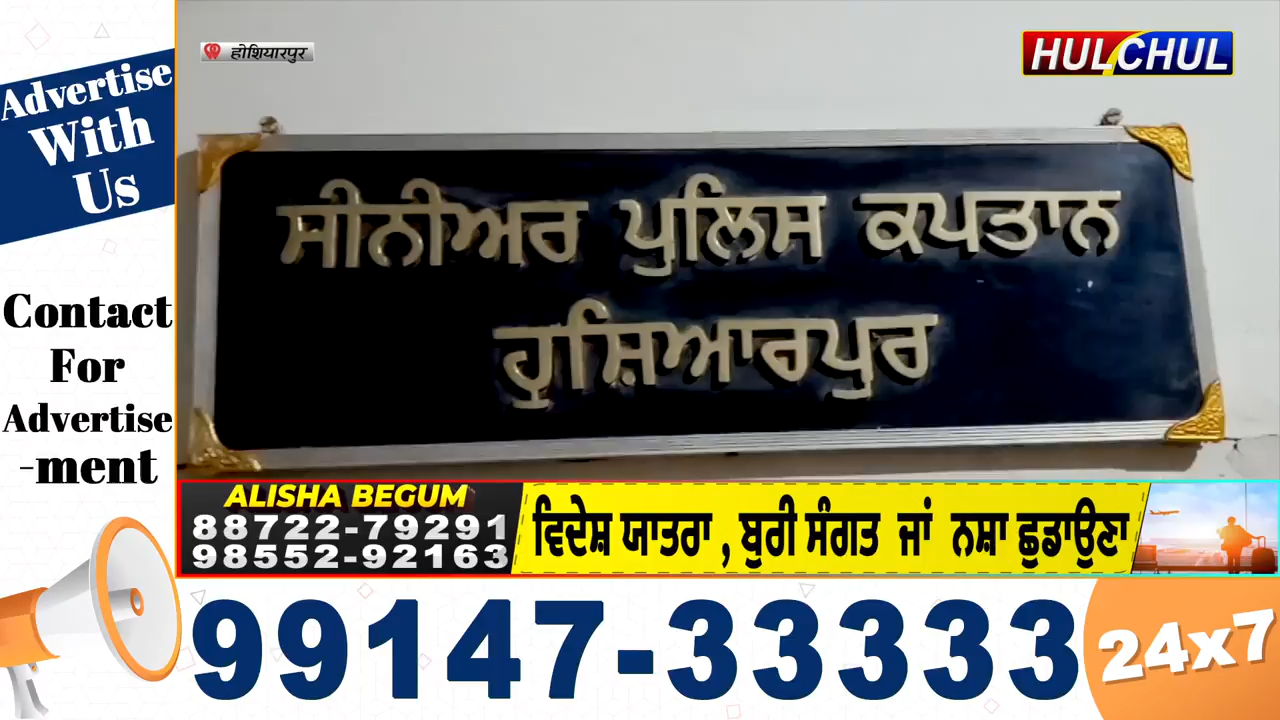 Advertise
With
Us
Contact
For
Advertise
-ment
होशियारपुर
HULCHUL
ਸੀਨੀਅਰ ਪੁਲਿਸ ਕਪਤਾਨ
ਹੁਸ਼ਿਆਰਪੁਰ
ALISHA BEGUM
88722-79291
98552-92163
ਵਿਦੇਸ਼ ਯਾਤਰਾ , ਬੁਰੀ ਸੰਗਤ ਜਾਂ ਨਸ਼ਾ ਛੁਡਾਉਣਾ
99147-33333
24x7